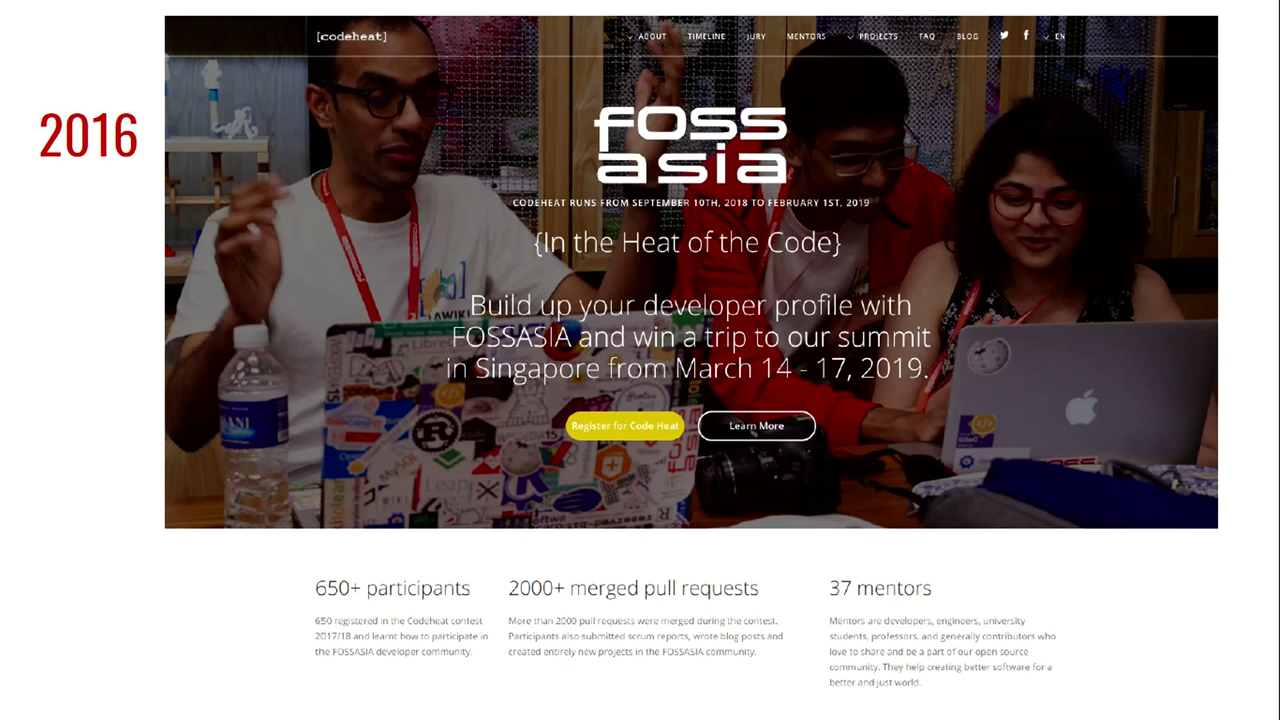 2016
[codeheat]
ABOUT TIMELINE JURY MENTORS PROJECTS FAQ BLOG EN
foss
asia
CODEHEAT RUNS FROM SEPTEMBER 10TH, 2018 TO FEBRUARY 1ST, 2019
{In the Heat of the Code}
Build up your developer profile with
FOSSASIA and win a trip to our summit
in Singapore from March 14 - 17, 2019.
Register for Code Heat Learn More
650+ participants
650 registered in the Codeheat contest
2017/18 and learnt how to participate in
the FOSSASIA developer community.
2000+ merged pull requests
More than 2000 pull requests were merged during the contest.
Participants also submitted scrum reports, wrote blog posts and
created entirely new projects in the FOSSASIA community.
37 mentors
Mentors are developers, engineers, university
students, professors, and generally contributors who
love to share and be a part of our open source
community. They help creating better software for a
better and just world.